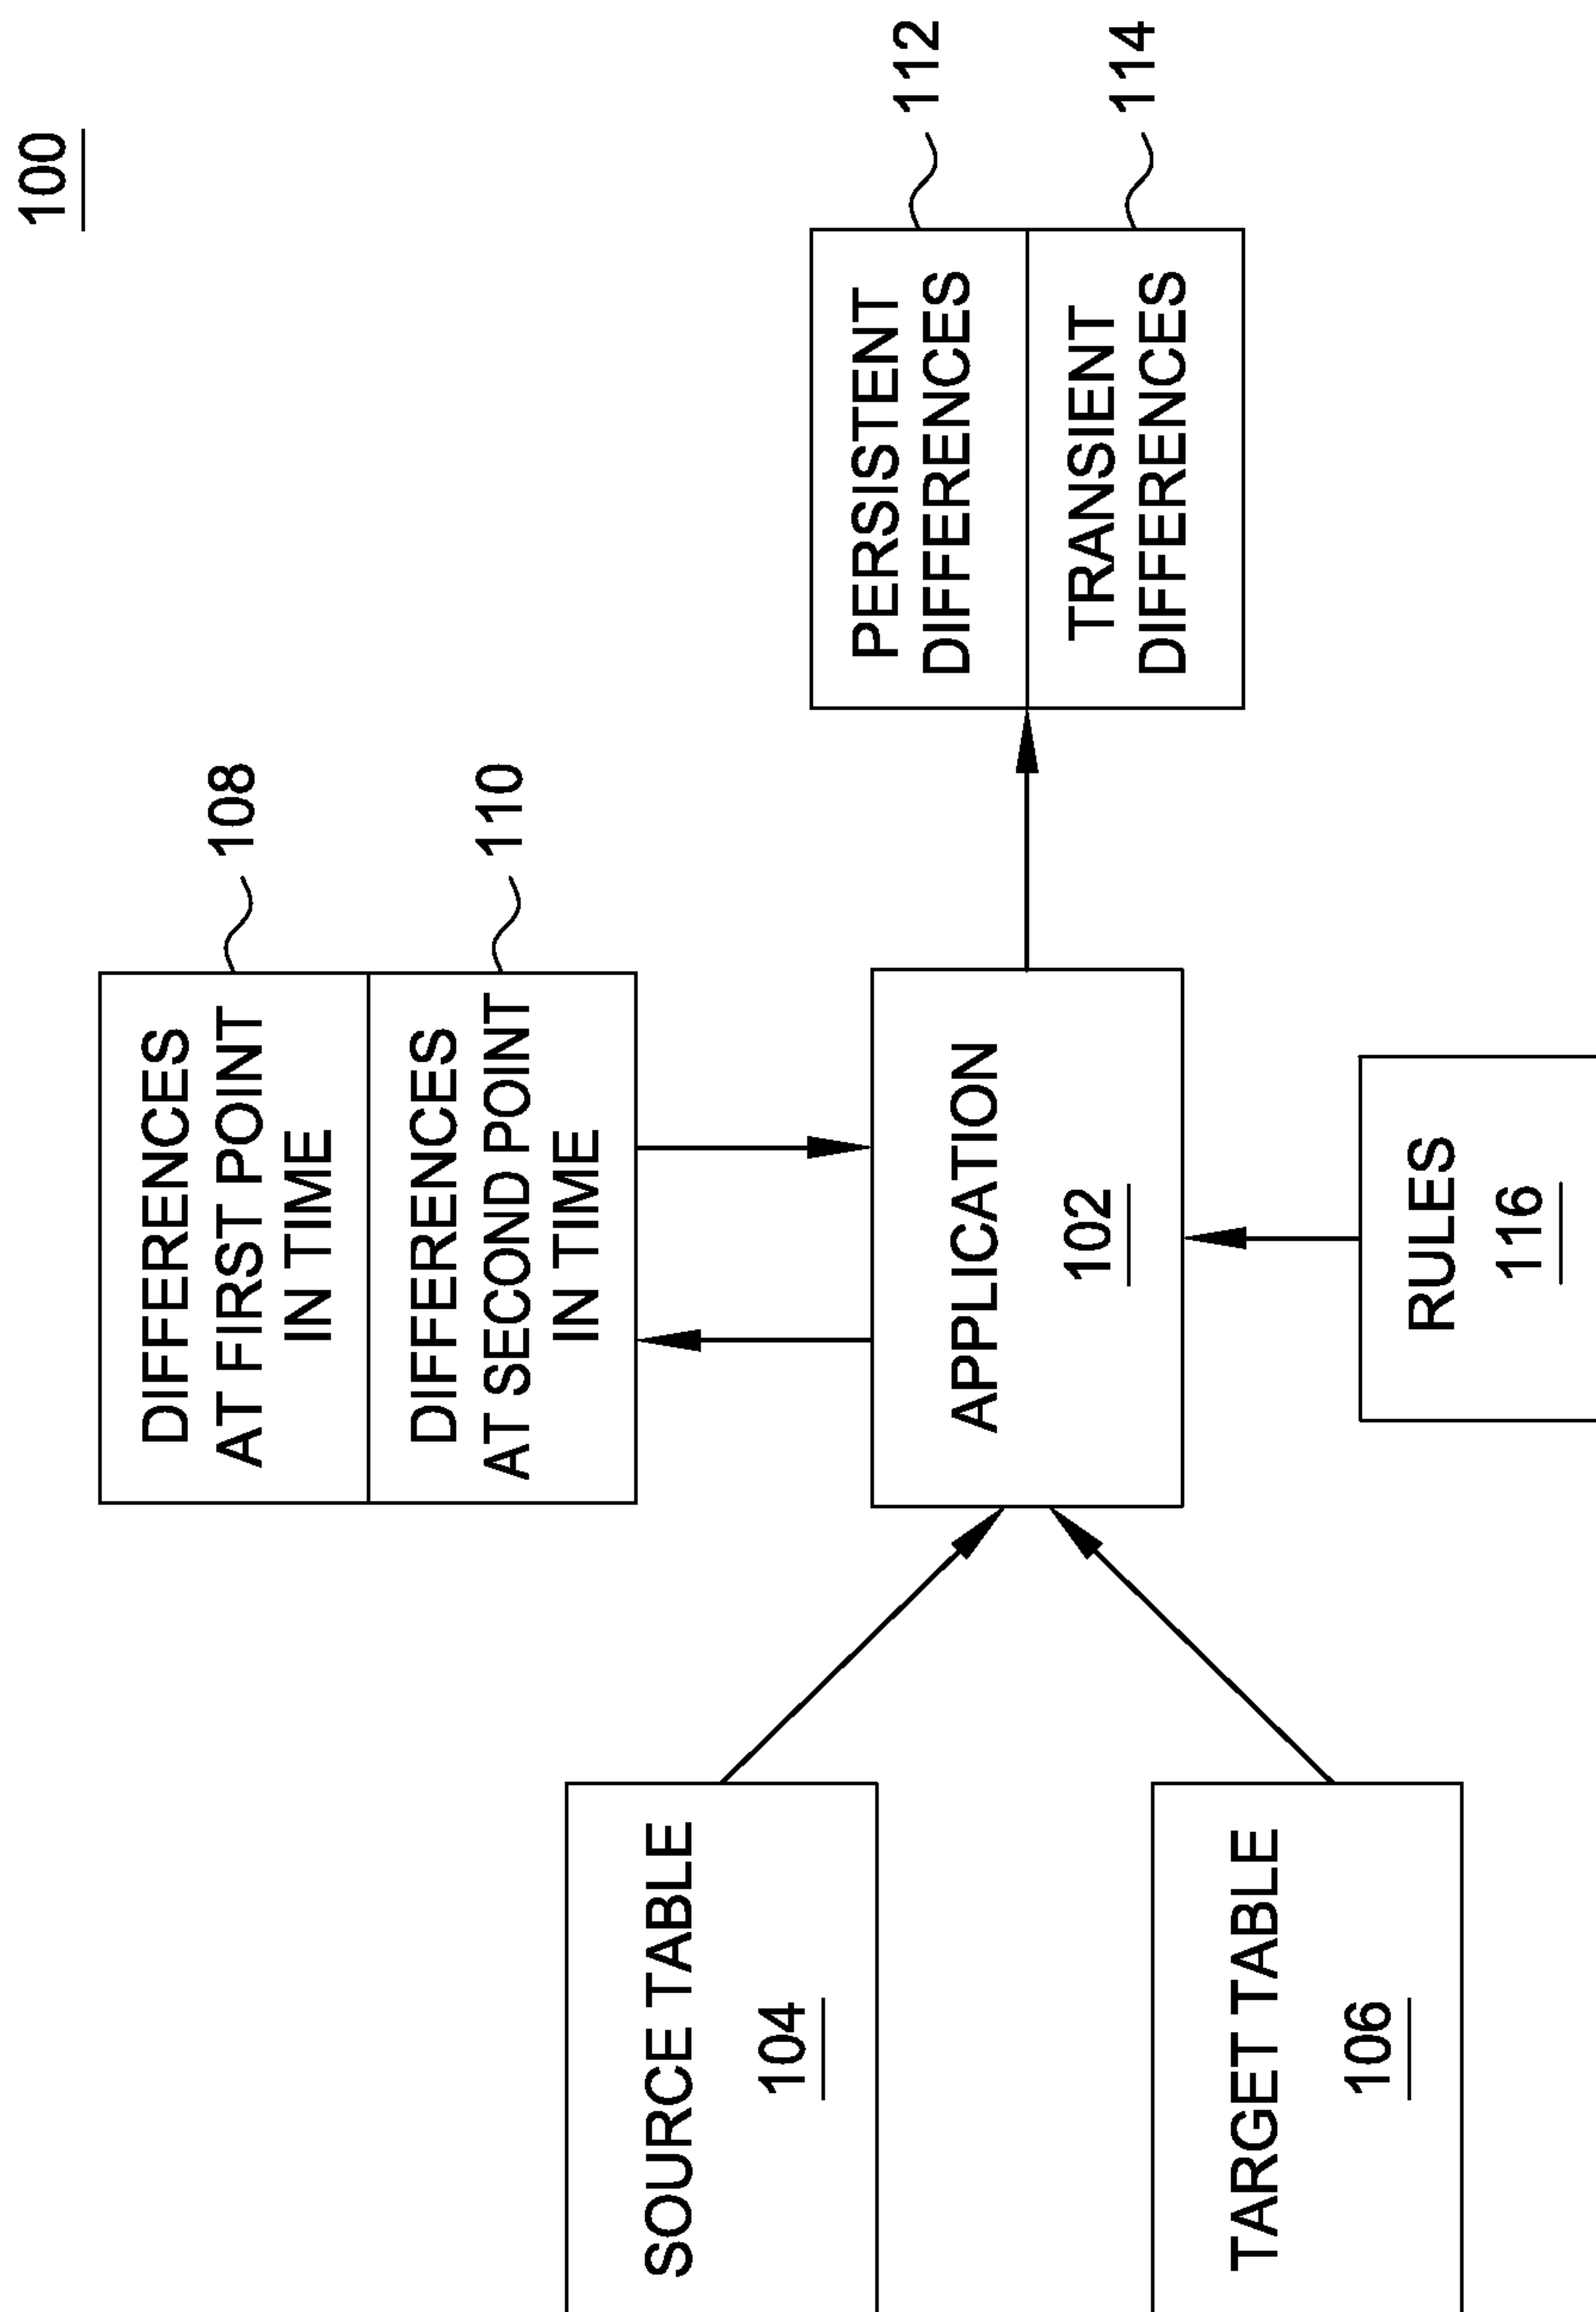 100
DIFFERENCES
AT FIRST POINT
IN TIME
108
DIFFERENCES
AT SECOND POINT
IN TIME
110
SOURCE TABLE
104
APPLICATION
102
PERSISTENT
DIFFERENCES
112
TRANSIENT
DIFFERENCES
114
TARGET TABLE
106
RULES
116